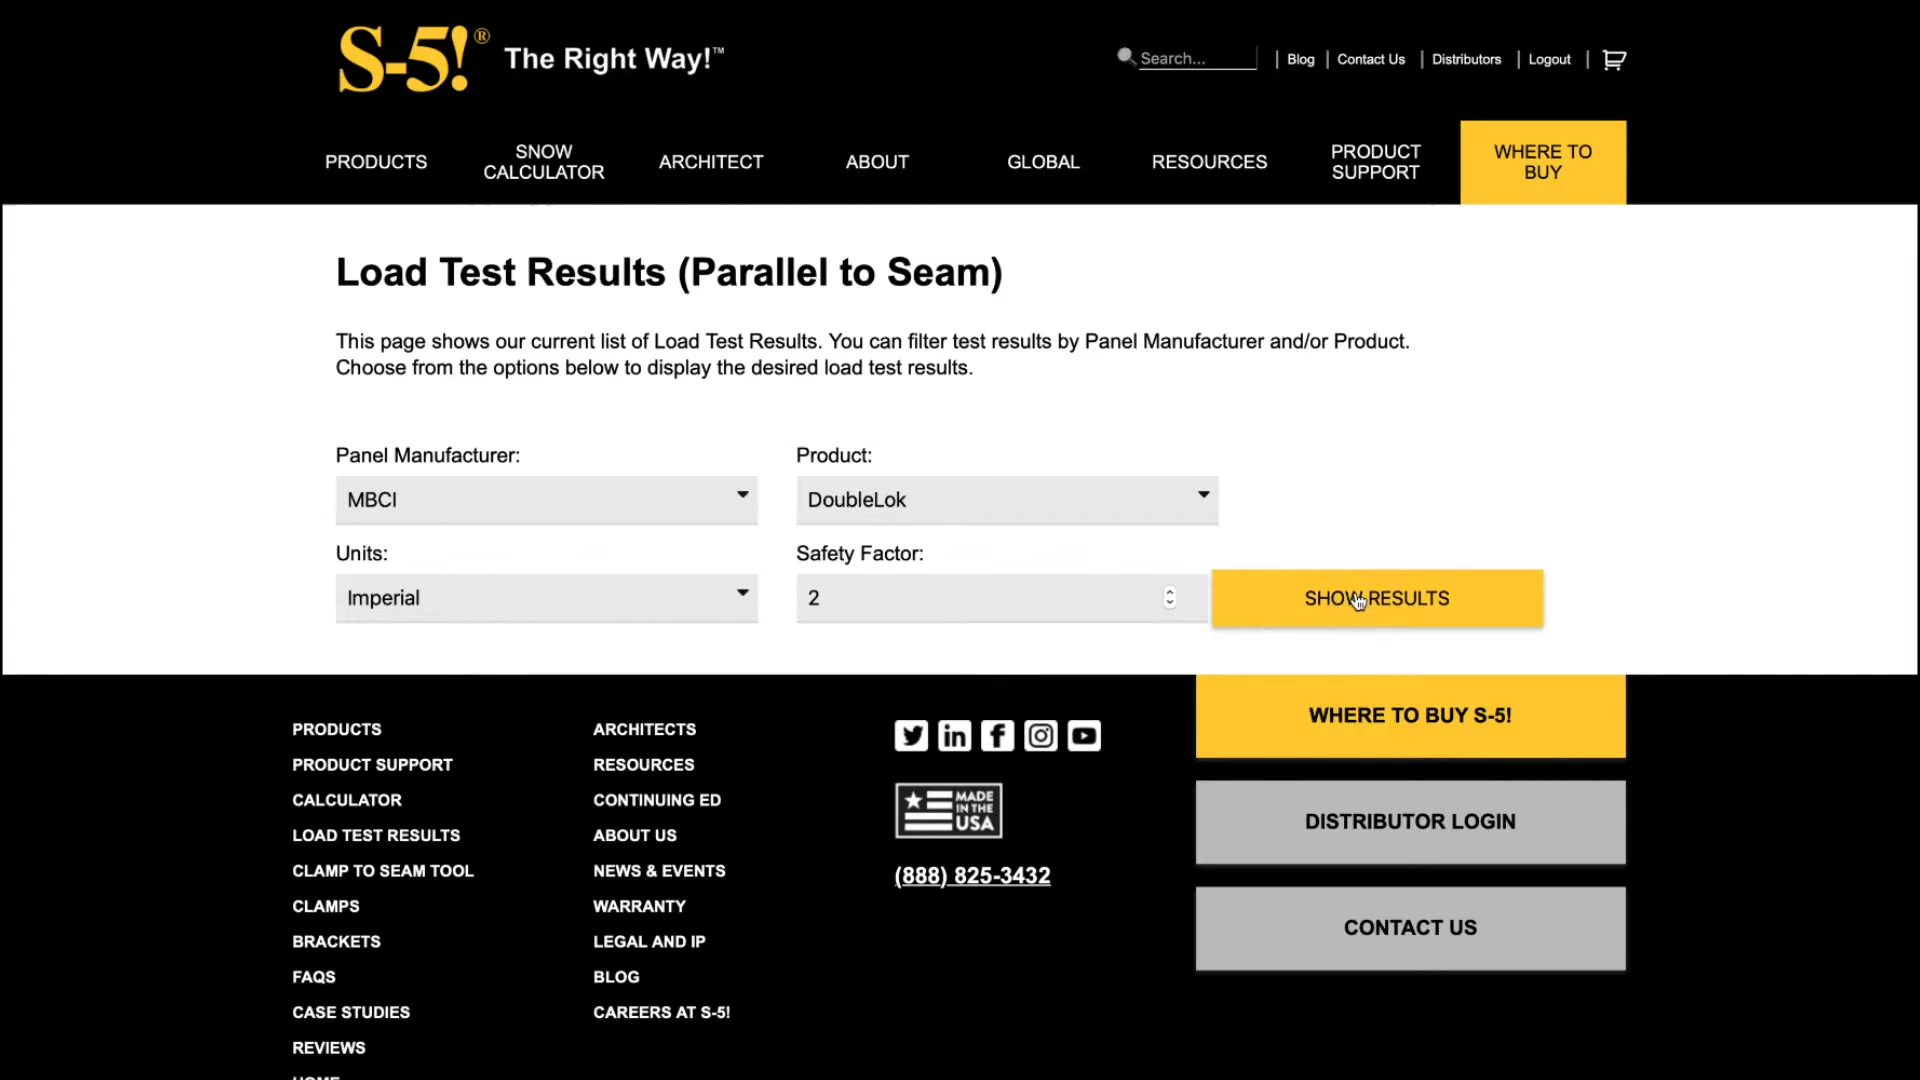 S-5!® The Right Way!™
Search...
Blog
Contact Us
Distributors
Logout
PRODUCTS
SNOW
CALCULATOR
ARCHITECT
ABOUT
GLOBAL
RESOURCES
PRODUCT
SUPPORT
WHERE TO
BUY
Load Test Results (Parallel to Seam)
This page shows our current list of Load Test Results. You can filter test results by Panel Manufacturer and/or Product.
Choose from the options below to display the desired load test results.
Panel Manufacturer:
MBCI
Product:
DoubleLok
Units:
Imperial
Safety Factor:
2
SHOW RESULTS
PRODUCTS
PRODUCT SUPPORT
CALCULATOR
LOAD TEST RESULTS
CLAMP TO SEAM TOOL
CLAMPS
BRACKETS
FAQS
CASE STUDIES
REVIEWS
HOME
ARCHITECTS
RESOURCES
CONTINUING ED
ABOUT US
NEWS & EVENTS
WARRANTY
LEGAL AND IP
BLOG
CAREERS AT S-5!
MADE
IN THE
USA
(888) 825-3432
WHERE TO BUY S-5!
DISTRIBUTOR LOGIN
CONTACT US